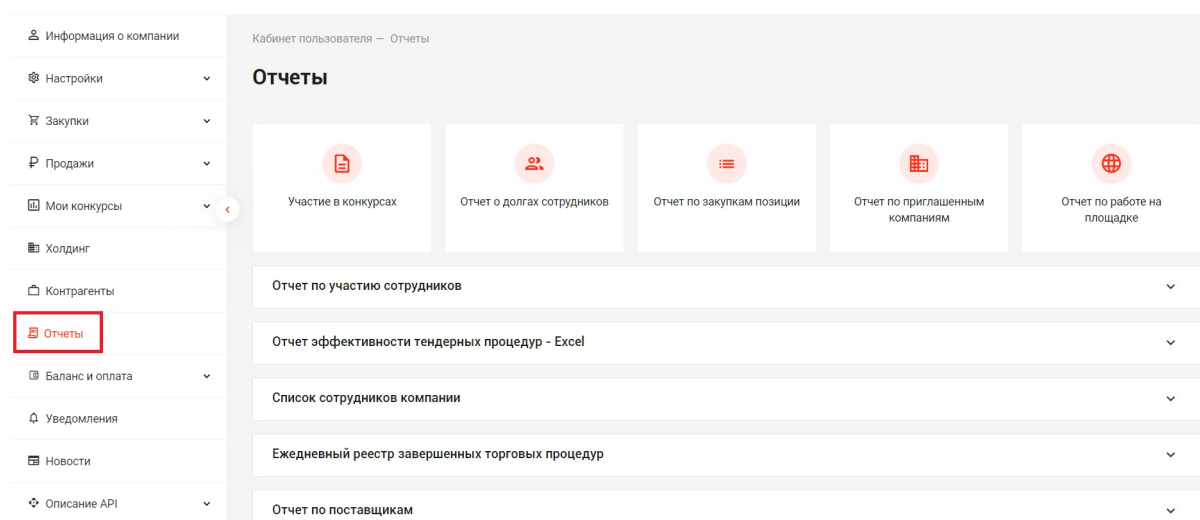 Информация о компании
Настройки
Закупки
Продажи
Мои конкурсы
Холдинг
Контрагенты
Отчеты
Баланс и оплата
Уведомления
Новости
Описание API
Кабинет пользователя — Отчеты
Отчеты
Участие в конкурсах
Отчет о долгах сотрудников
Отчет по закупкам позиции
Отчет по приглашенным
компаниям
Отчет по работе на
площадке
Отчет по участию сотрудников
Отчет эффективности тендерных процедур - Excel
Список сотрудников компании
Ежедневный реестр завершенных торговых процедур
Отчет по поставщикам